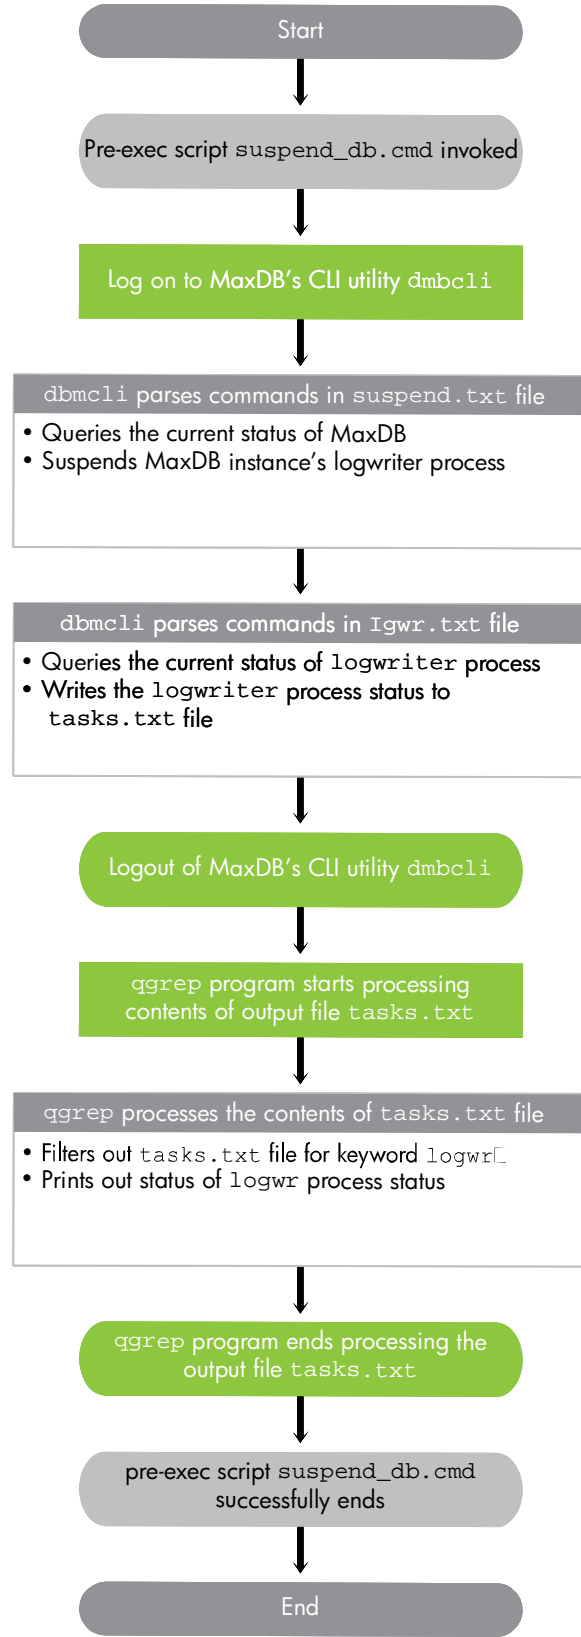 Start
Pre-exec script suspend_db.cmd invoked
Log on to MaxDB's CLI utility dmbcli
dbmcli parses commands in suspend.txt file
• Queries the current status of MaxDB
• Suspends MaxDB instance's logwriter process
dbmcli parses commands in Igwr.txt file
• Queries the current status of logwriter process
• Writes the logwriter process status to
tasks.txt file
Logout of MaxDB's CLI utility dmbcli
qgrep program starts processing
contents of output file tasks.txt
qgrep processes the contents of tasks.txt file
• Filters out tasks.txt file for keyword logwr
• Prints out status of logwr process status
qgrep program ends processing the
output file tasks.txt
pre-exec script suspend_db.cmd
successfully ends
End